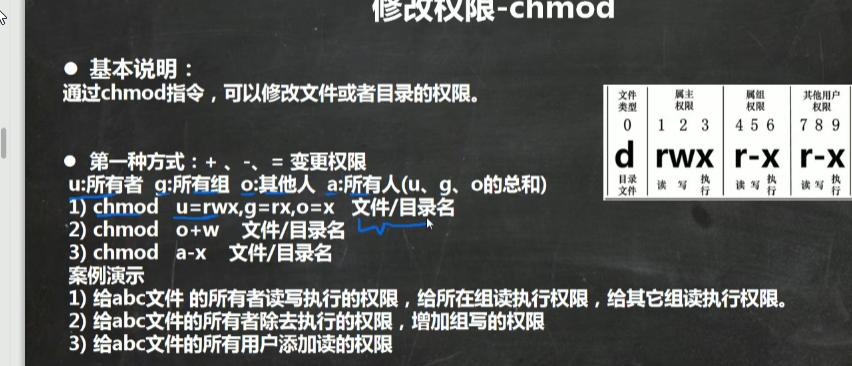 修改权限-chmod
● 基本说明：
通过chmod指令，可以修改文件或者目录的权限。
● 第一种方式：+ 、-、= 变更权限
u:所有者 g:所有组 o:其他人 a:所有人(u、g、o的总和)
1) chmod u=rwx,g=rx,o=x 文件/目录名
2) chmod o+w 文件/目录名
3) chmod a-x 文件/目录名
案例演示
1) 给abc文件 的所有者读写执行的权限，给所在组读执行权限，给其它组读执行权限。
2) 给abc文件的所有者除去执行的权限，增加组写的权限
3) 给abc文件的所有用户添加读的权限
文件 属主 属组 其他用户
类型 权限 权限 权限
0 1 2 3 4 5 6 7 8 9
d rwx r-x r-x
目录 读 写 执 读 写 执 读 写 执
文件 行 行 行